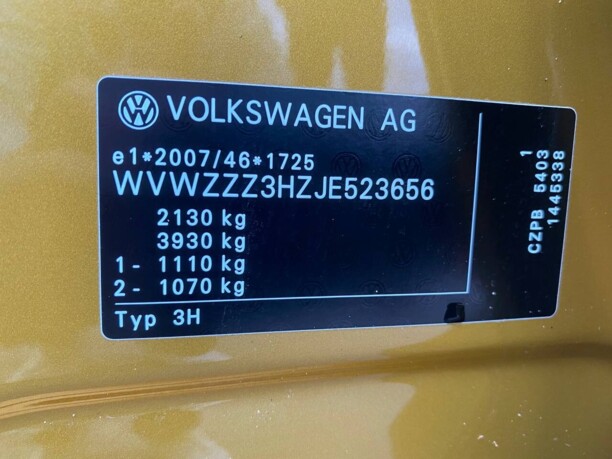 VOLKSWAGEN AG
e1*2007/46*1725
WVWZZZ3HZJE523656
2130 kg
3930 kg
1 - 1110 kg
2 - 1070 kg
Typ 3H
1
CZPB 5403
1445338